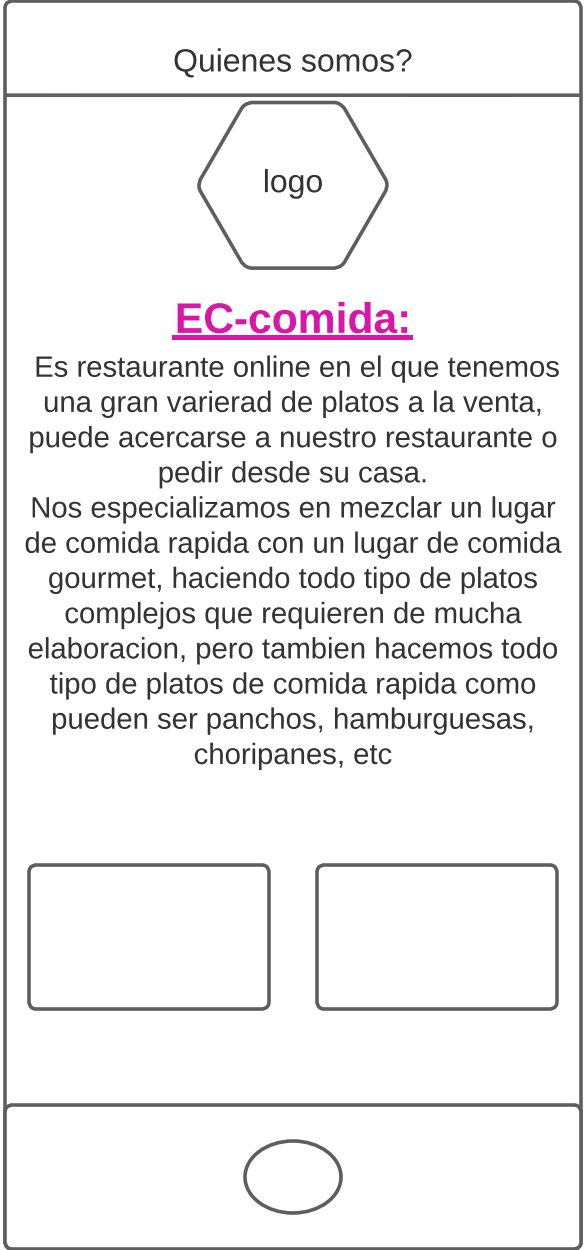 Quienes somos?
logo
EC-comida:
Es restaurante online en el que tenemos
una gran varierad de platos a la venta,
puede acercarse a nuestro restaurante o
pedir desde su casa.
Nos especializamos en mezclar un lugar
de comida rapida con un lugar de comida
gourmet, haciendo todo tipo de platos
complejos que requieren de mucha
elaboracion, pero tambien hacemos todo
tipo de platos de comida rapida como
pueden ser panchos, hamburguesas,
choripanes, etc